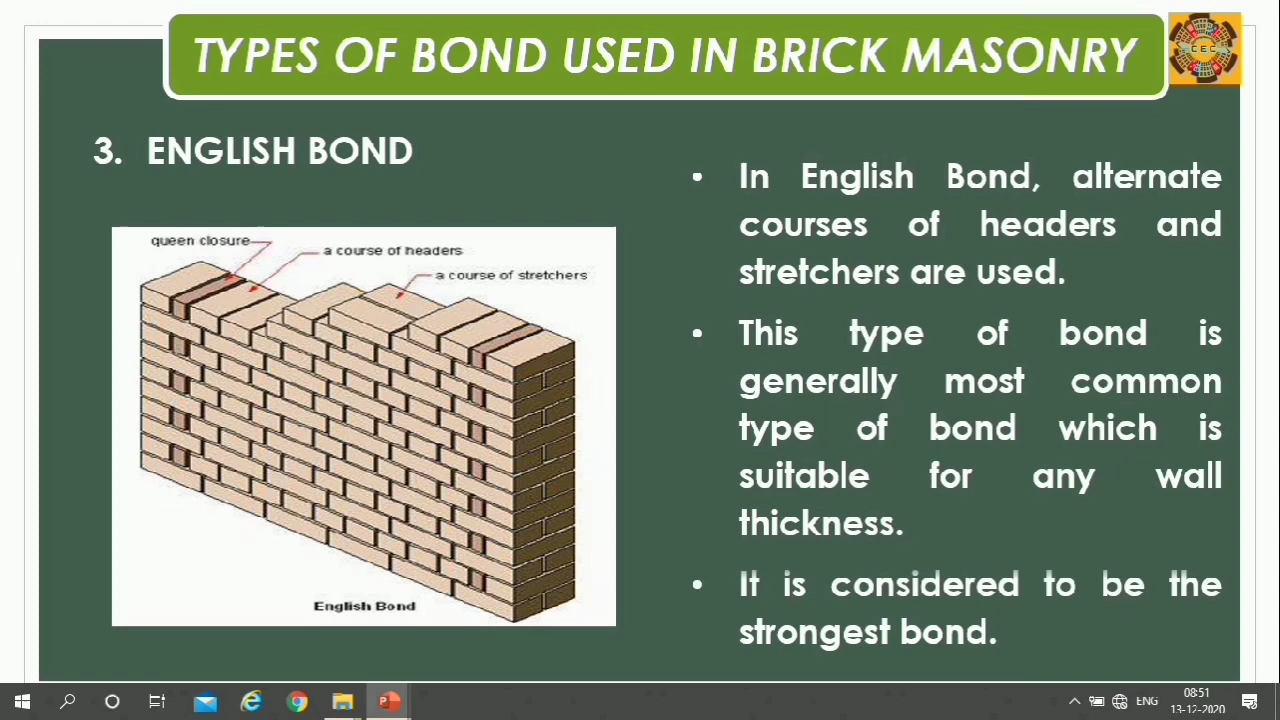 TYPES OF BOND USED IN BRICK MASONRY
CEC
3. ENGLISH BOND
queen closure
a course of headers
a course of stretchers
English Bond
• In English Bond, alternate
courses of headers and
stretchers are used.
• This type of bond is
generally most common
type of bond which is
suitable for any wall
thickness.
• It is considered to be the
strongest bond.
ENG
08:51
13-12-2020